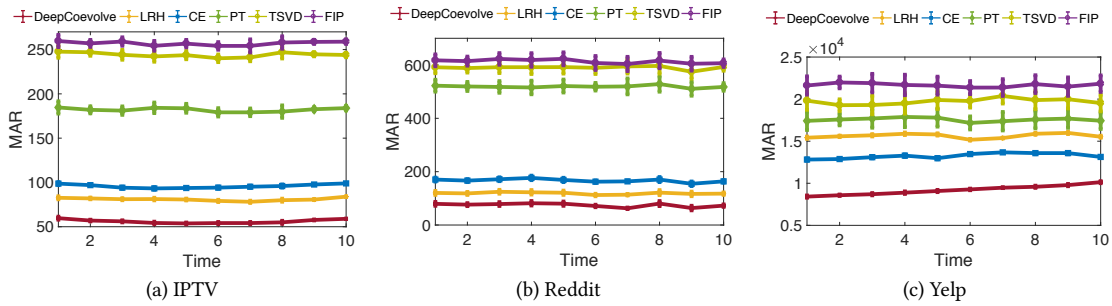 DeepCoevolve LRH CE PT TSVD FIP
250
200
150
100
50
MAR
2 4 6 8 10
Time
(a) IPTV
DeepCoevolve LRH CE PT TSVD FIP
600
400
200
0
MAR
2 4 6 8 10
Time
(b) Reddit
DeepCoevolve LRH CE PT TSVD FIP
×10⁴
2.5
2
1.5
1
0.5
MAR
2 4 6 8 10
Time
(c) Yelp